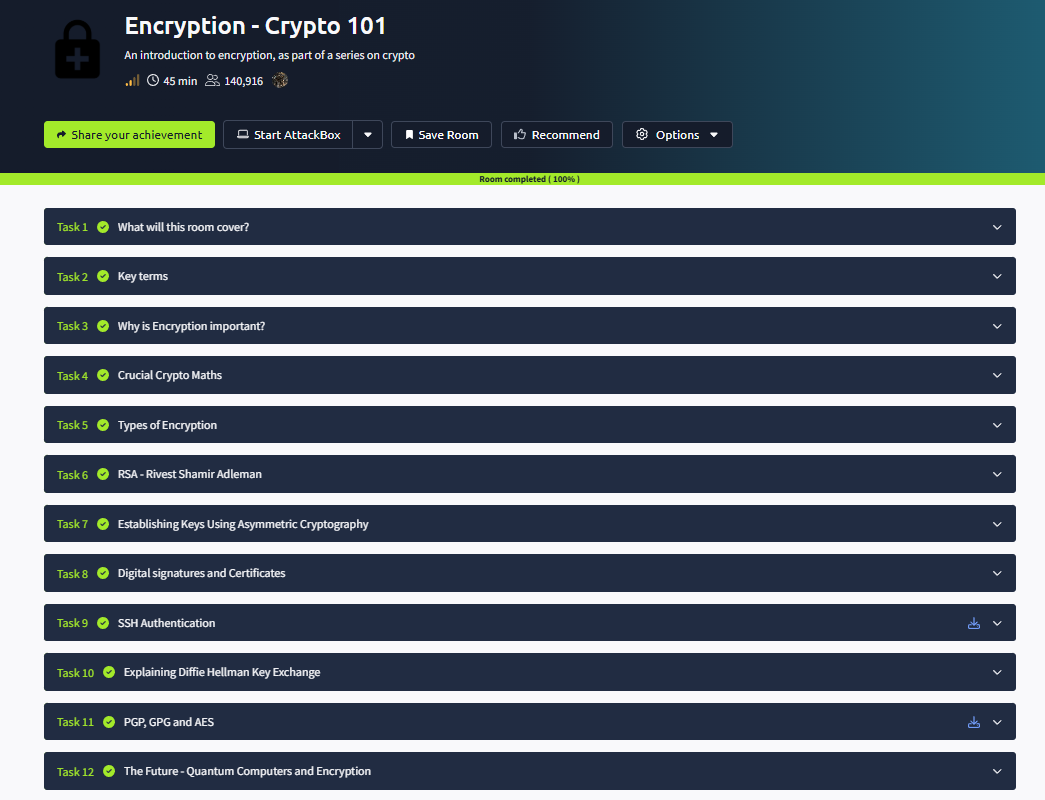 Encryption - Crypto 101
An introduction to encryption, as part of a series on crypto
45 min 140,916
Share your achievement Start AttackBox Save Room Recommend Options
Room completed ( 100% )
Task 1 What will this room cover?
Task 2 Key terms
Task 3 Why is Encryption important?
Task 4 Crucial Crypto Maths
Task 5 Types of Encryption
Task 6 RSA - Rivest Shamir Adleman
Task 7 Establishing Keys Using Asymmetric Cryptography
Task 8 Digital signatures and Certificates
Task 9 SSH Authentication
Task 10 Explaining Diffie Hellman Key Exchange
Task 11 PGP, GPG and AES
Task 12 The Future - Quantum Computers and Encryption